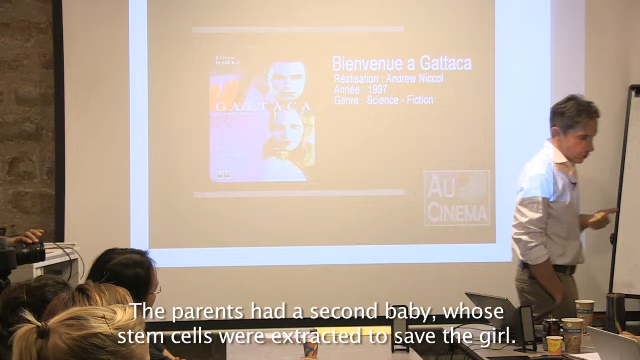 Bienvenue a Gattaca
Réalisation : Andrew Niccol
Année : 1997
Genre : Science - Fiction
GATTACA
AU
CINEMA
The parents had a second baby, whose
stem cells were extracted to save the girl.